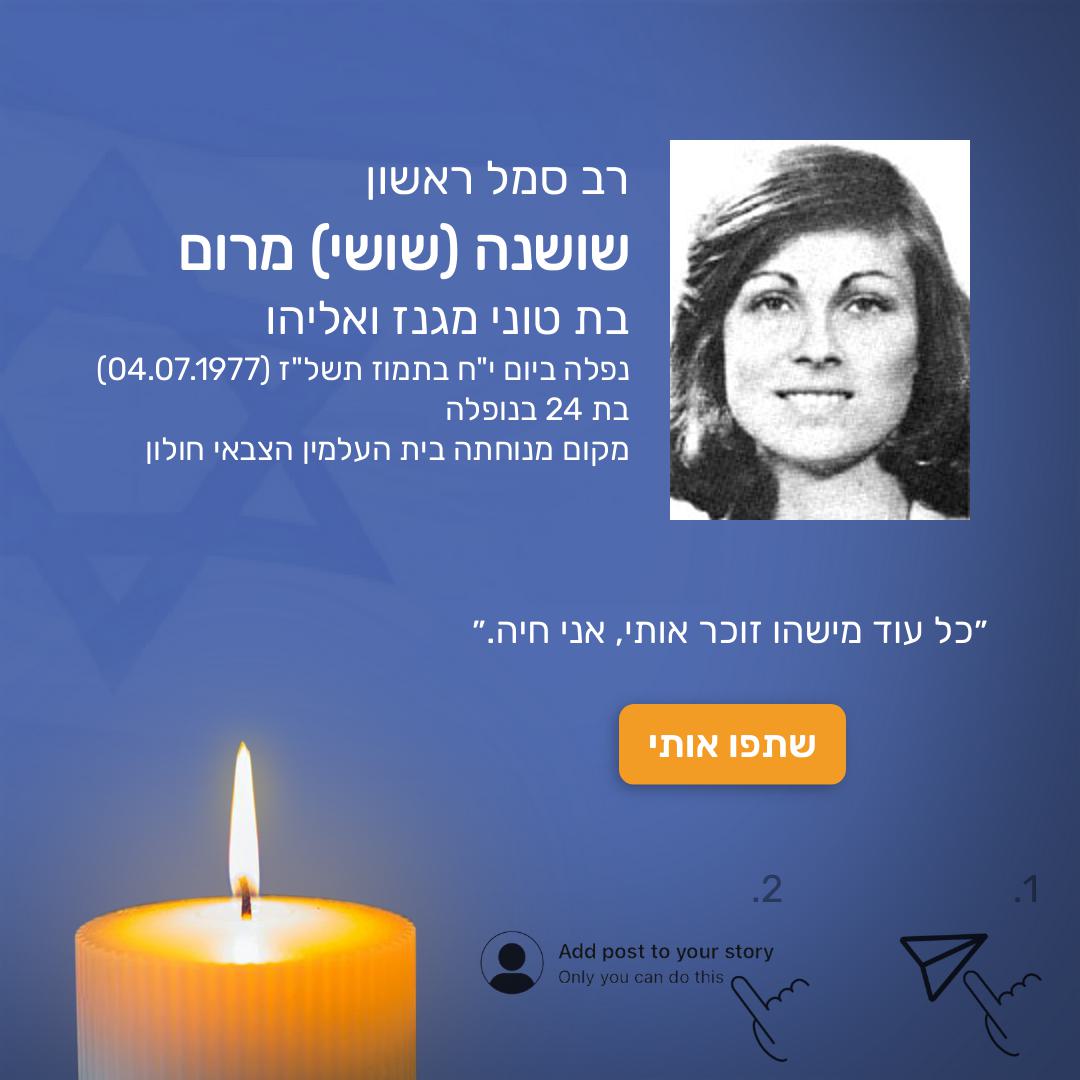 רב סמל ראשון
שושנה (שושי) מרום
בת טוני מגנז ואליהו
נפלה ביום י"ח בתמוז תשל"ז (04.07.1977)
בת 24 בנופלה
מקום מנוחתה בית העלמין הצבאי חולון
״כל עוד מישהו זוכר אותי, אני חיה.״
שתפו אותי
1.
2.
Add post to your story
Only you can do this